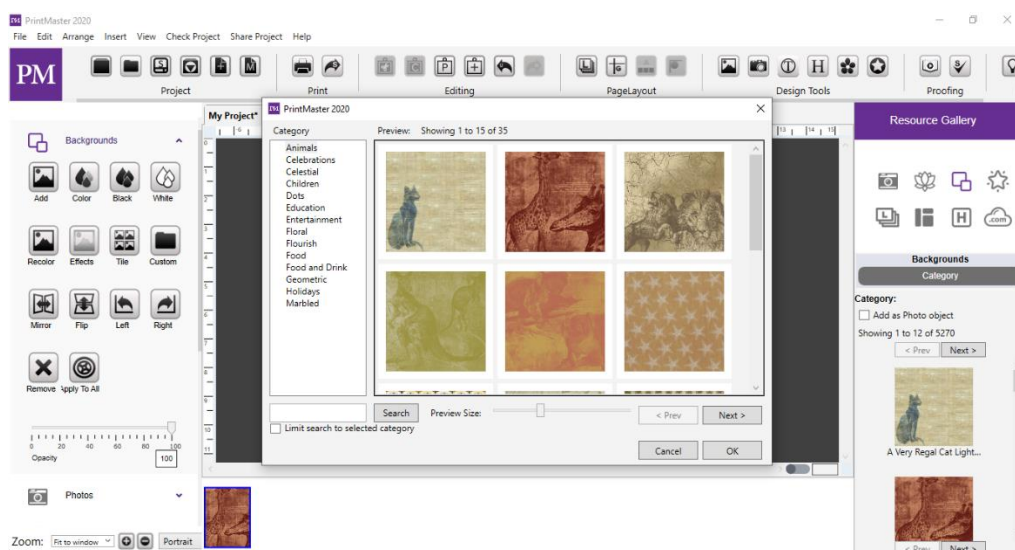 PM PrintMaster 2020
File Edit Arrange Insert View Check Project Share Project Help
PM
Project
Print
Editing
PageLayout
Design Tools
Proofing
My Project*
Backgrounds
Add Color Black White
Recolor Effects Tile Custom
Mirror Flip Left Right
Remove Apply To All
0 20 40 60 80 100
Opacity 100
Photos
Zoom: Fit to window Portrait
PM PrintMaster 2020
Category
Animals
Celebrations
Celestial
Children
Dots
Education
Entertainment
Floral
Flourish
Food
Food and Drink
Geometric
Holidays
Marbled
Preview: Showing 1 to 15 of 35
Search Preview Size: < Prev Next >
Limit search to selected category
Cancel OK
Resource Gallery
H .com
Backgrounds
Category
Category:
Add as Photo object
Showing 1 to 12 of 5270
< Prev Next >
A Very Regal Cat Light...
< Prev Next >